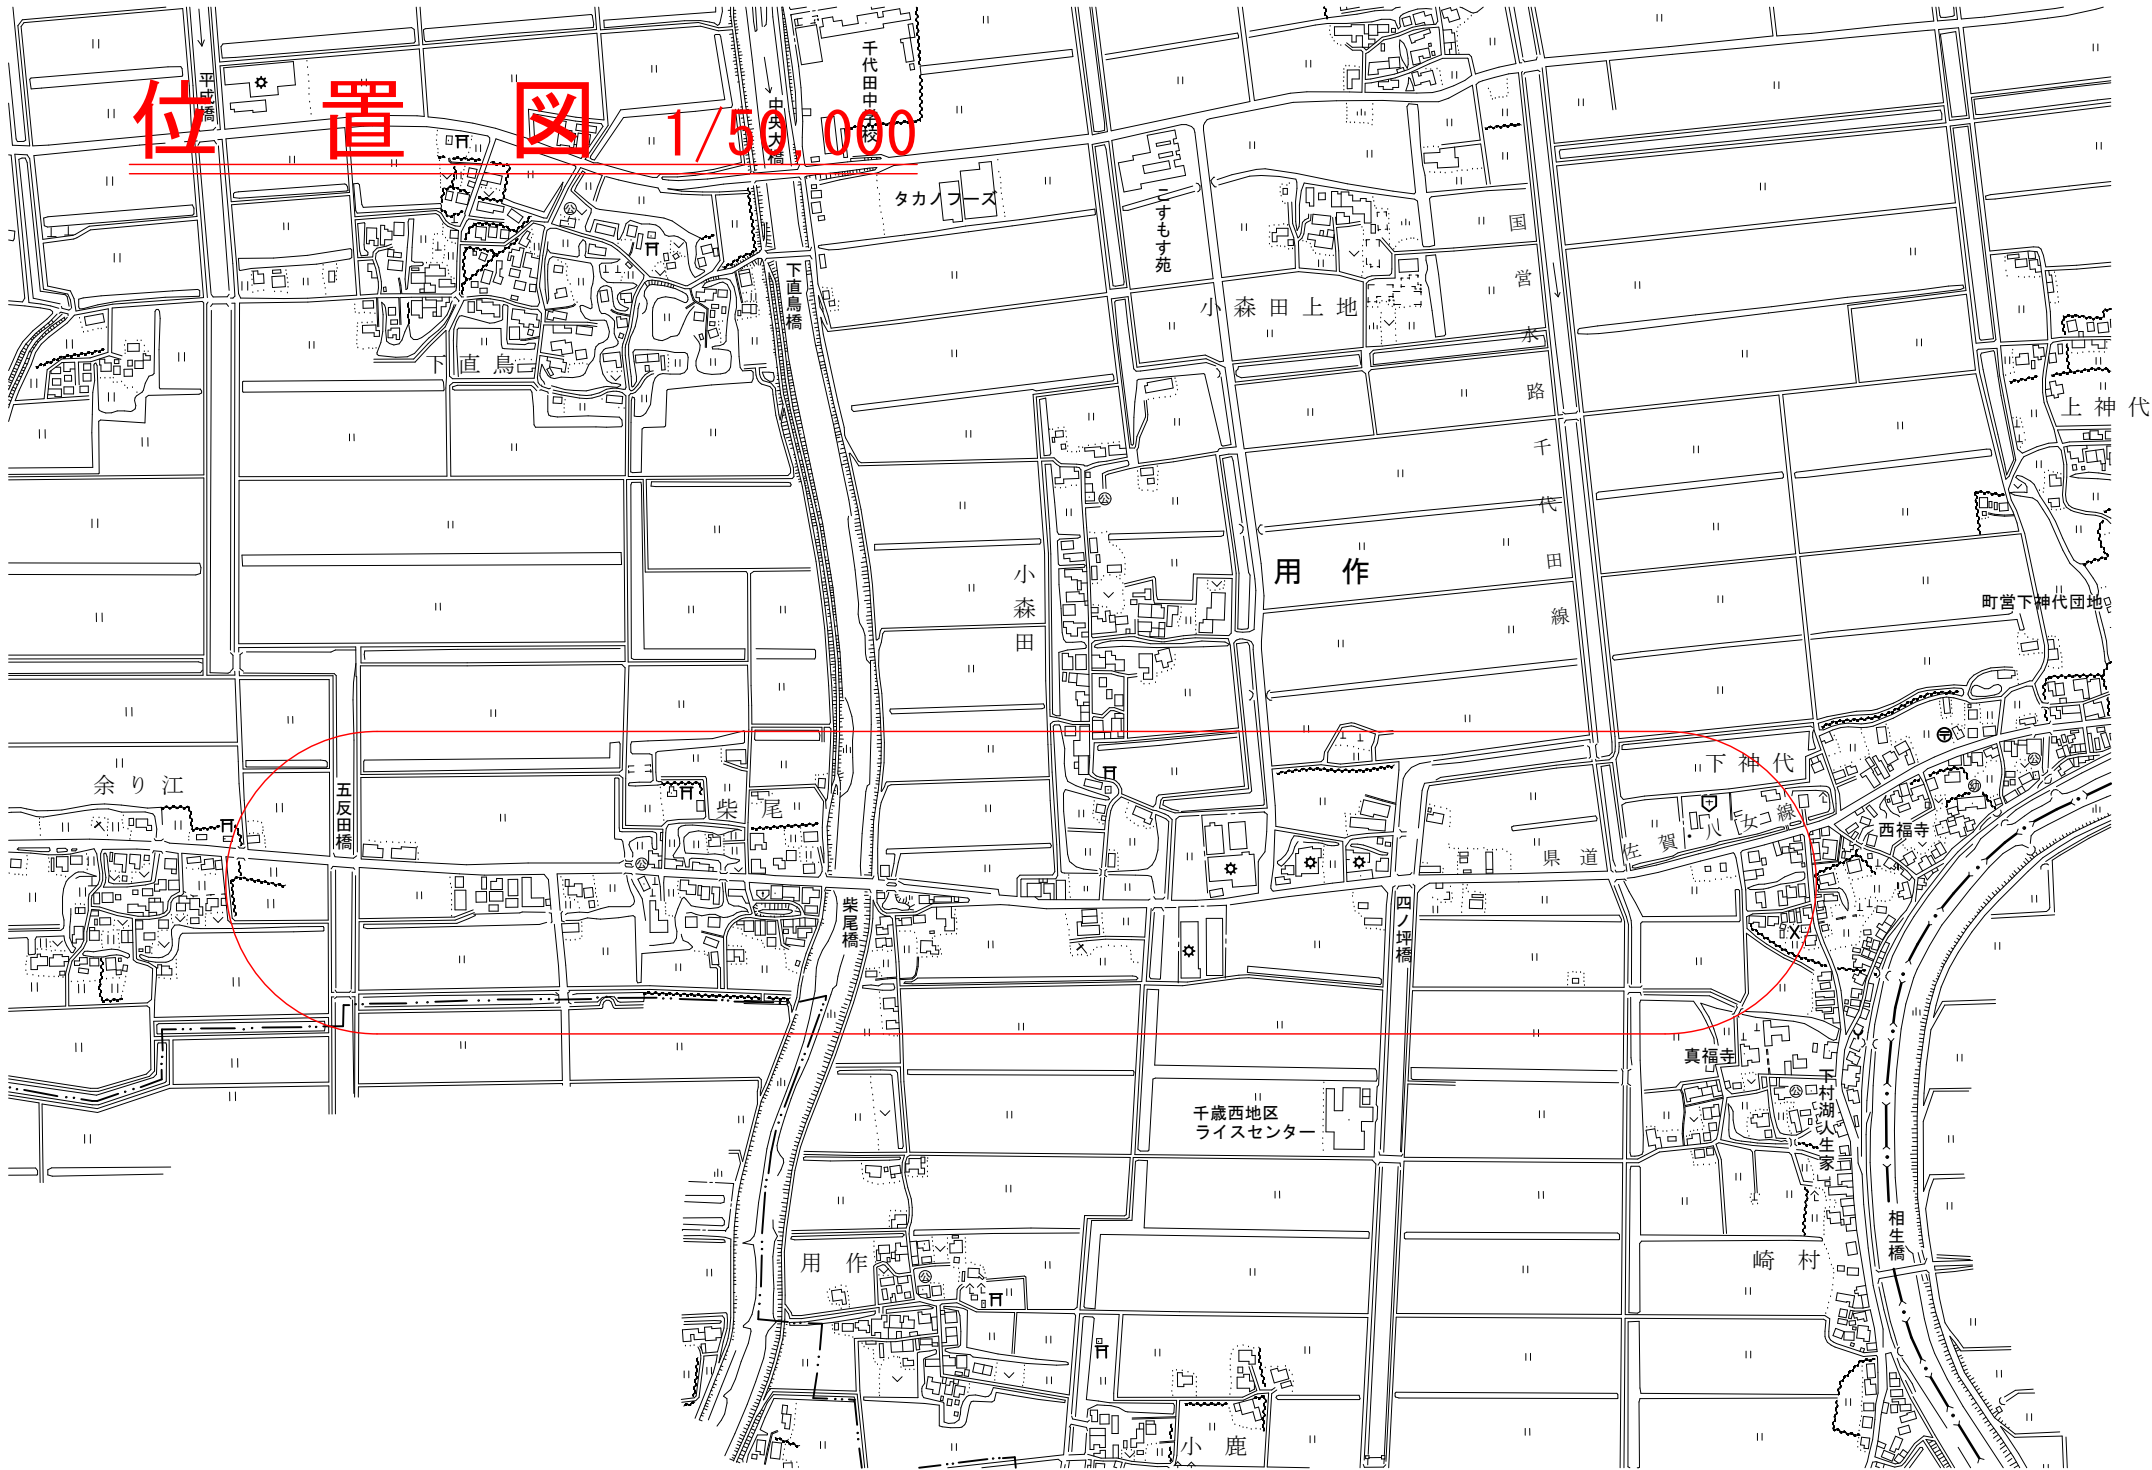 位置図 1/50,000
平成橋
中央大橋
千代田中学校
タカノフーズ
こすもす苑
下直鳥橋
下直鳥
小森田上地
国営水路千代田線
上神代
小森田
用作
町営下神代団地
余り江
五反田橋
柴尾
下神代
県道佐賀・八女線
西福寺
柴尾橋
四ノ坪橋
真福寺
下村湖人生家
千歳西地区
ライスセンター
相生橋
用作
崎村
小鹿